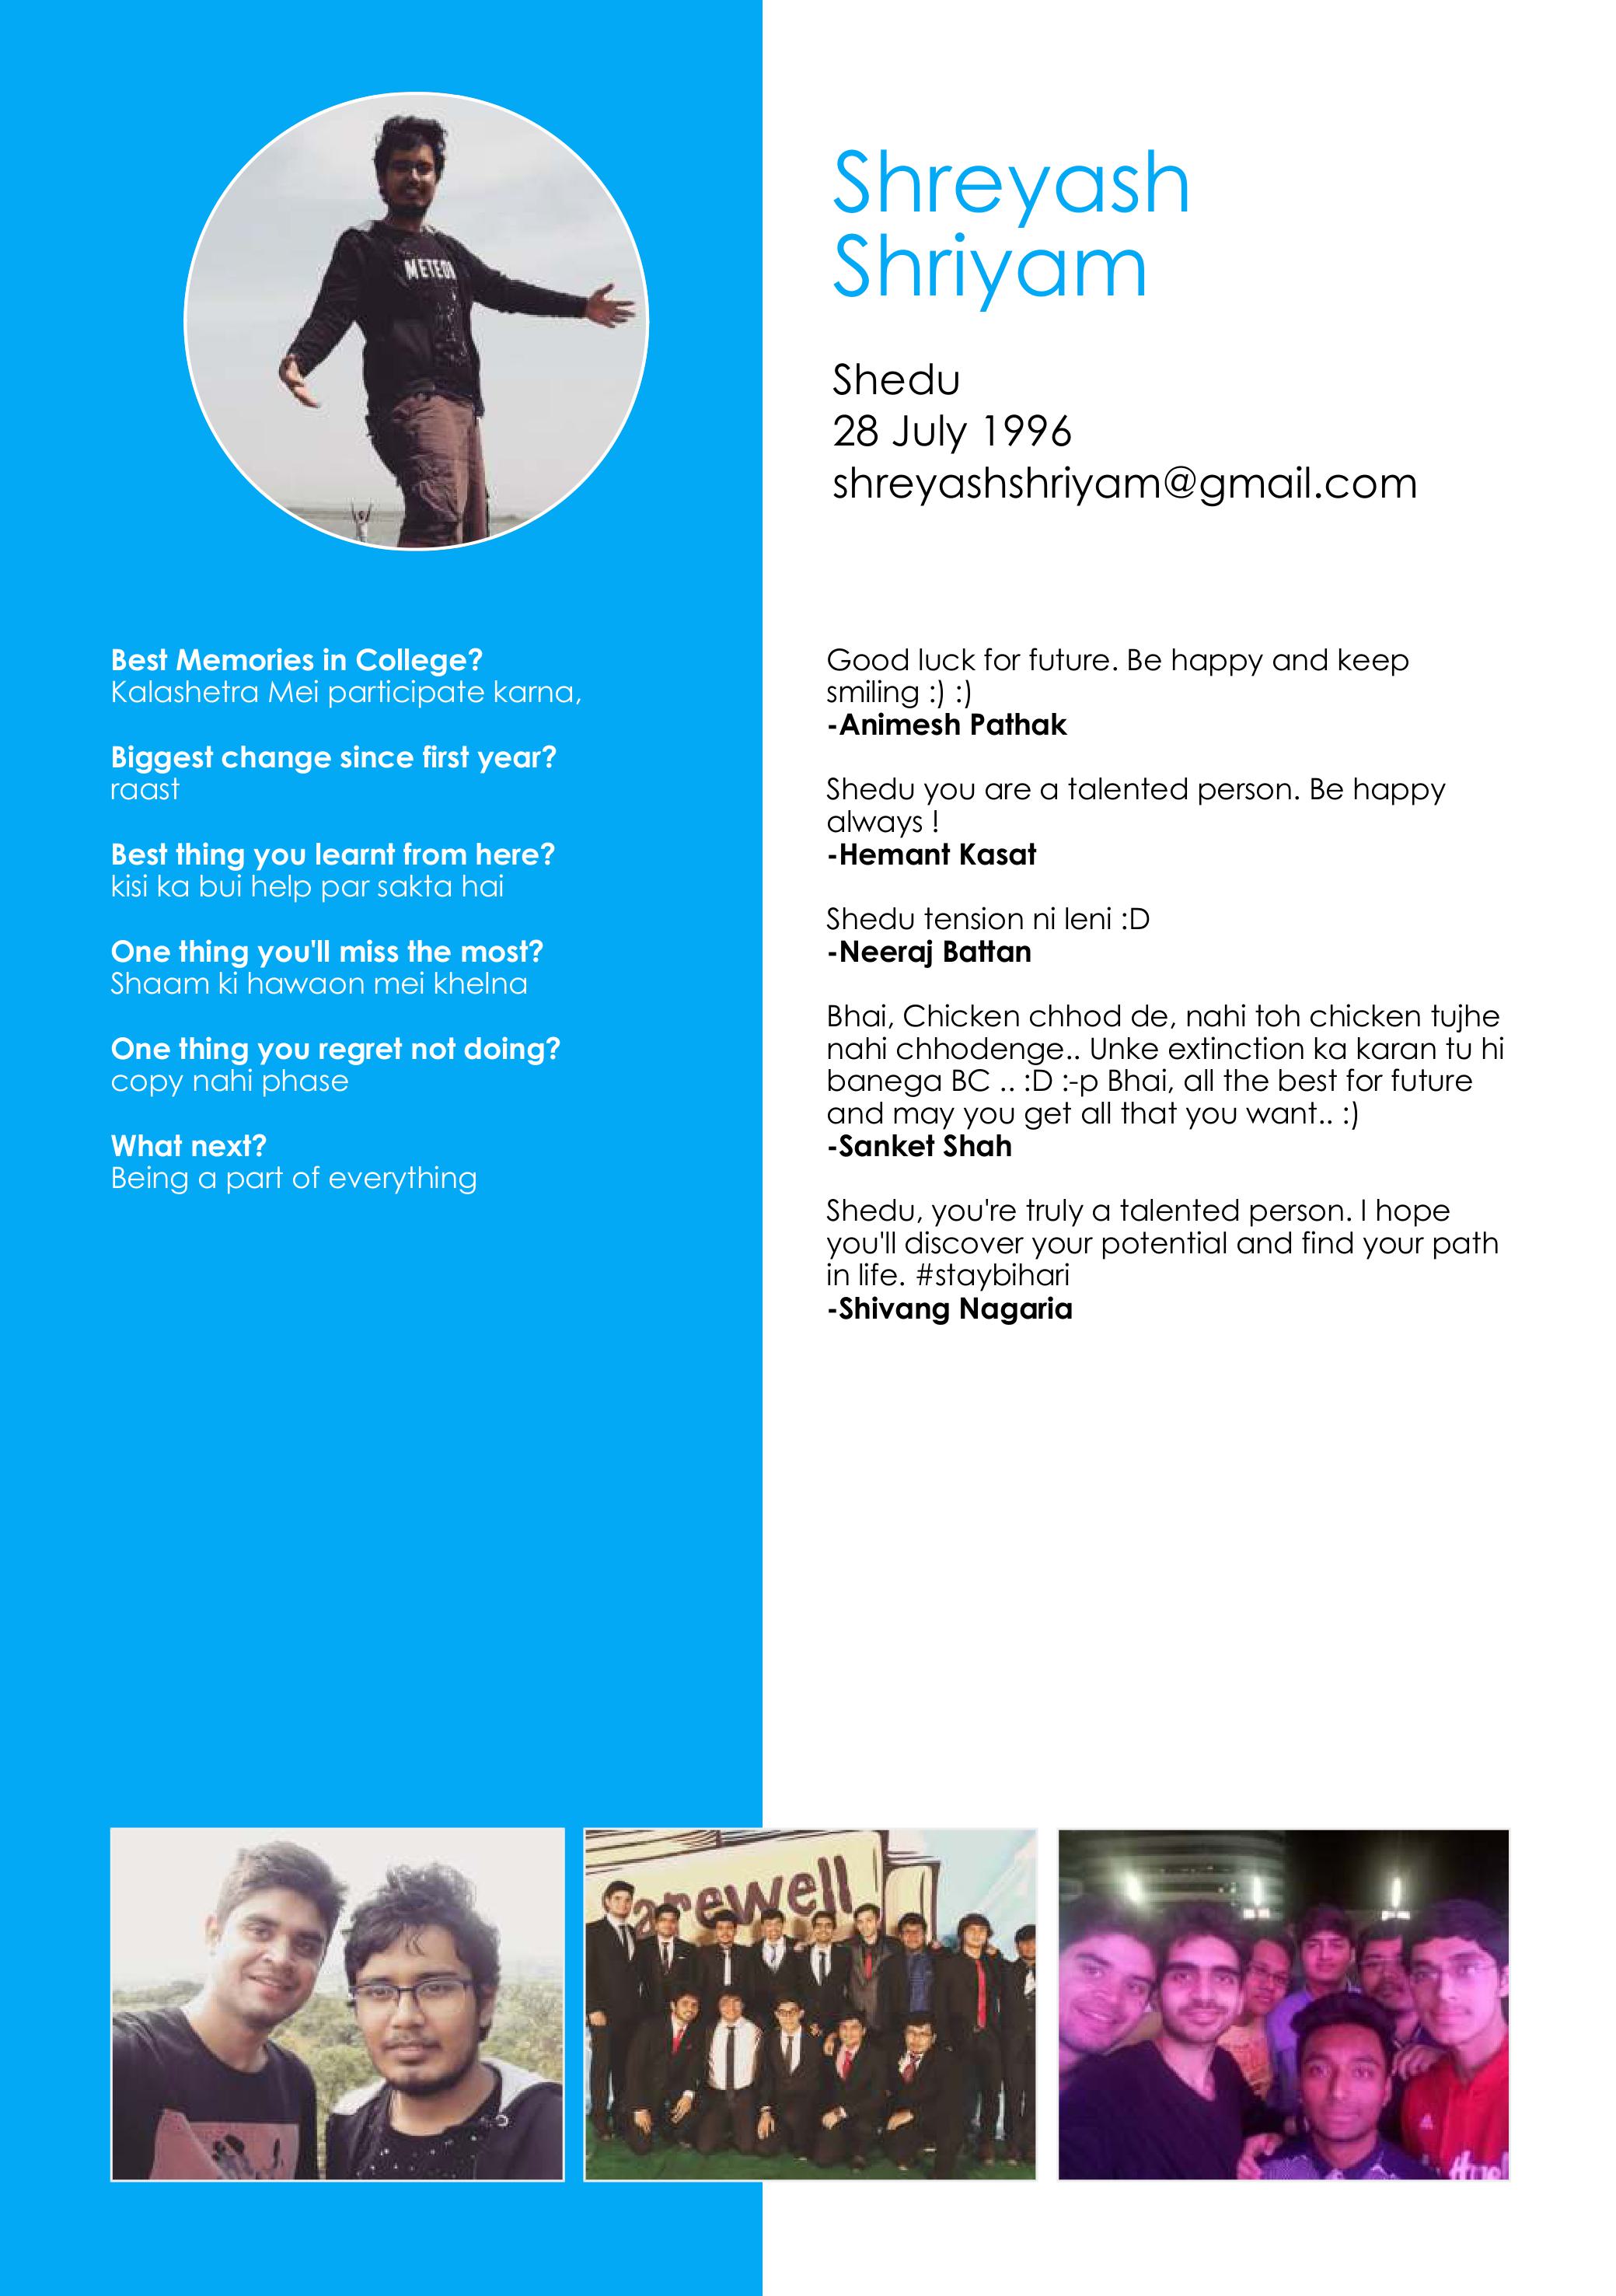 METEOR
Shreyash
Shriyam
Shedu
28 July 1996
shreyashshriyam@gmail.com
Best Memories in College?
Kalashetra Mei participate karna,
Biggest change since first year?
raast
Best thing you learnt from here?
kisi ka bui help par sakta hai
One thing you'll miss the most?
Shaam ki hawaon mei khelna
One thing you regret not doing?
copy nahi phase
What next?
Being a part of everything
Good luck for future. Be happy and keep
smiling :) :)
-Animesh Pathak
Shedu you are a talented person. Be happy
always !
-Hemant Kasat
Shedu tension ni leni :D
-Neeraj Battan
Bhai, Chicken chhod de, nahi toh chicken tujhe
nahi chhodenge.. Unke extinction ka karan tu hi
banega BC .. :D :-p Bhai, all the best for future
and may you get all that you want.. :)
-Sanket Shah
Shedu, you're truly a talented person. I hope
you'll discover your potential and find your path
in life. #staybihari
-Shivang Nagaria
arewell